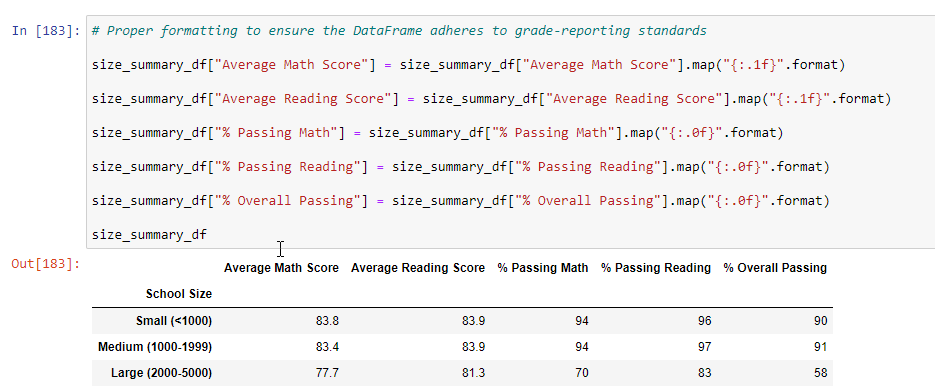 In [183]: # Proper formatting to ensure the DataFrame adheres to grade-reporting standards
size_summary_df["Average Math Score"] = size_summary_df["Average Math Score"].map("{:.1f}".format)
size_summary_df["Average Reading Score"] = size_summary_df["Average Reading Score"].map("{:.1f}".format)
size_summary_df["% Passing Math"] = size_summary_df["% Passing Math"].map("{:.0f}".format)
size_summary_df["% Passing Reading"] = size_summary_df["% Passing Reading"].map("{:.0f}".format)
size_summary_df["% Overall Passing"] = size_summary_df["% Overall Passing"].map("{:.0f}".format)
size_summary_df
Out[183]:
Average Math Score Average Reading Score % Passing Math % Passing Reading % Overall Passing
School Size
Small (<1000) 83.8 83.9 94 96 90
Medium (1000-1999) 83.4 83.9 94 97 91
Large (2000-5000) 77.7 81.3 70 83 58